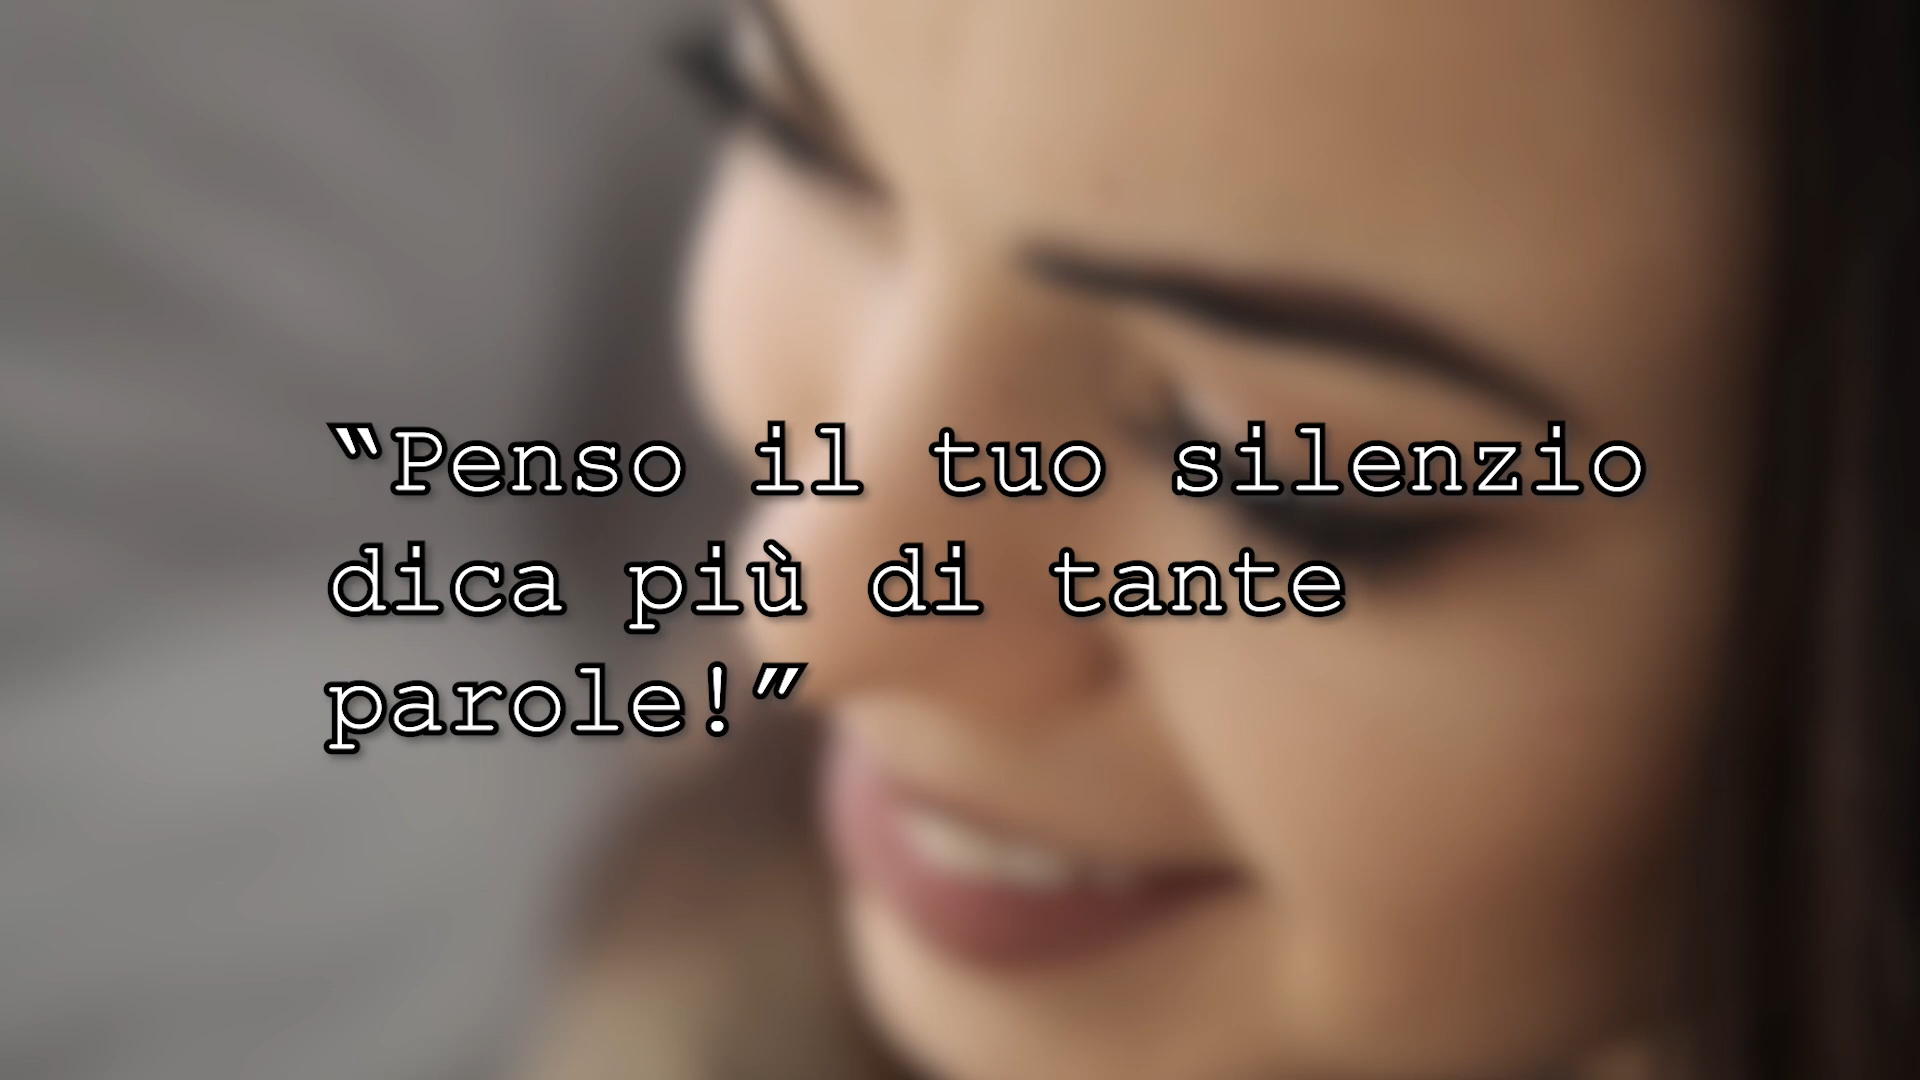 “Penso il tuo silenzio
dica più di tante
parole!”